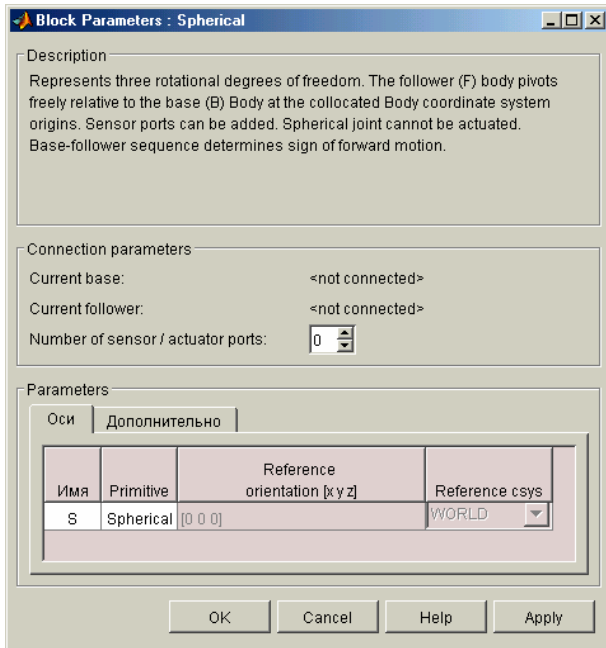 Block Parameters : Spherical
Description
Represents three rotational degrees of freedom. The follower (F) body pivots
freely relative to the base (B) Body at the collocated Body coordinate system
origins. Sensor ports can be added. Spherical joint cannot be actuated.
Base-follower sequence determines sign of forward motion.
Connection parameters
Current base: <not connected>
Current follower: <not connected>
Number of sensor / actuator ports: 0
Parameters
Оси Дополнительно
Имя Primitive Reference orientation [x y z] Reference csys
S Spherical [0 0 0] WORLD
OK Cancel Help Apply